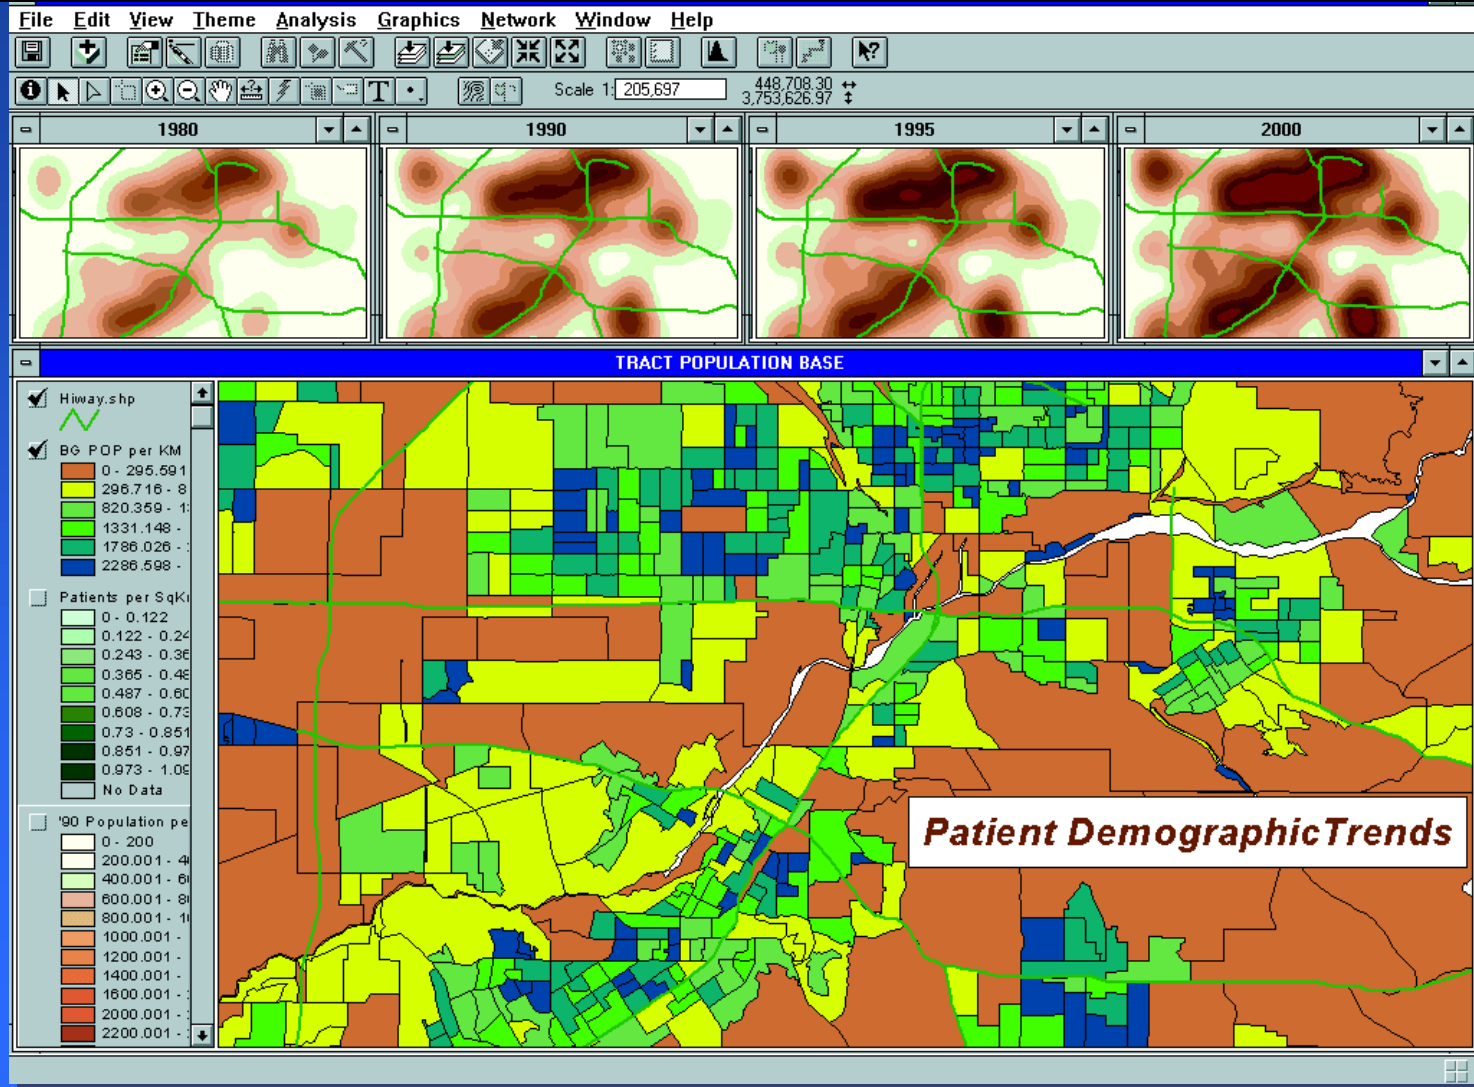 File Edit View Theme Analysis Graphics Network Window Help
Scale 1: 205,697
448,708.30
3,753,626.97
1980
1990
1995
2000
TRACT POPULATION BASE
Hiway.shp
BG POP per KM
0 - 295.591
296.716 - 8
820.359 - 1
1331.148 -
1786.026 -
2286.598 -
Patients per SqK
0 - 0.122
0.122 - 0.24
0.243 - 0.36
0.365 - 0.48
0.487 - 0.60
0.608 - 0.73
0.73 - 0.851
0.851 - 0.97
0.973 - 1.09
No Data
'90 Population pe
0 - 200
200.001 - 4
400.001 - 6
600.001 - 8
800.001 - 1
1000.001 -
1200.001 -
1400.001 -
1600.001 -
2000.001 -
2200.001 -
Patient DemographicTrends